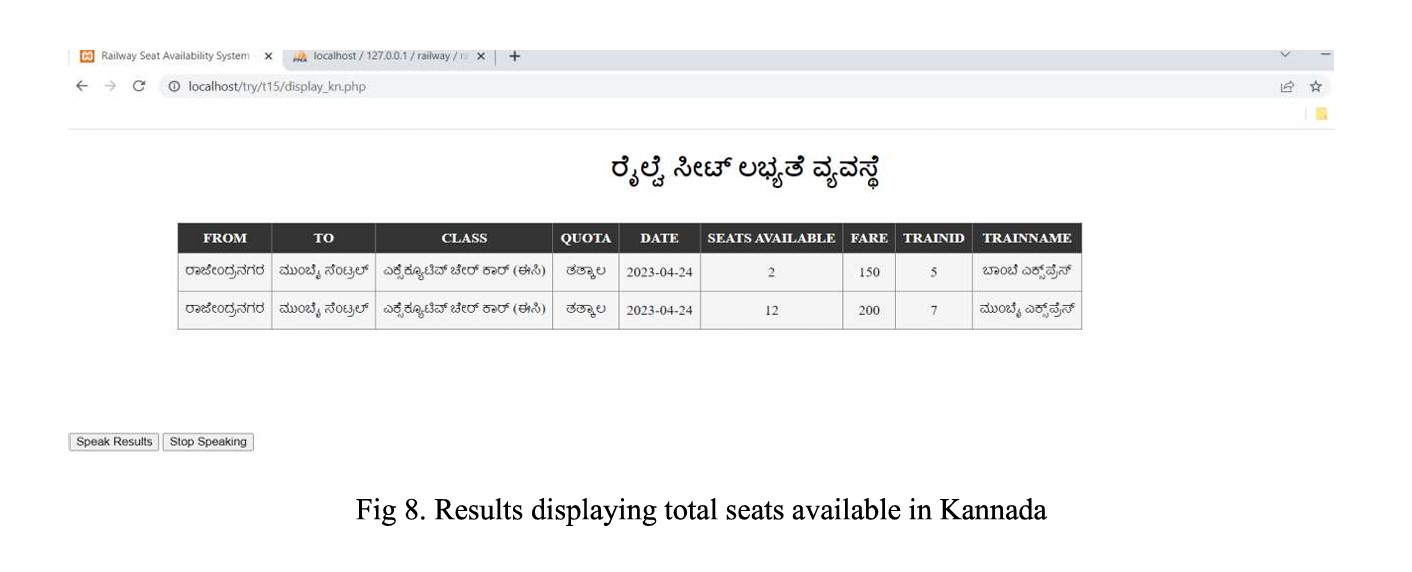 Railway Seat Availability System
localhost / 127.0.0.1 / railway / ra
localhost/try/t15/display_kn.php
ರೈಲ್ವೆ ಸೀಟ್ ಲಭ್ಯತೆ ವ್ಯವಸ್ಥೆ
FROM TO CLASS QUOTA DATE SEATS AVAILABLE FARE TRAINID TRAINNAME
ರಾಜೇಂದ್ರನಗರ ಮುಂಬೈ ಸೆಂಟ್ರಲ್ ಎಕ್ಸೆಕ್ಯೂಟಿವ್ ಚೇರ್ ಕಾರ್ (ಈಸಿ) ತತ್ಕಾಲ 2023-04-24 2 150 5 ಬಾಂಬೆ ಎಕ್ಸ್‌ಪ್ರೆಸ್
ರಾಜೇಂದ್ರನಗರ ಮುಂಬೈ ಸೆಂಟ್ರಲ್ ಎಕ್ಸೆಕ್ಯೂಟಿವ್ ಚೇರ್ ಕಾರ್ (ಈಸಿ) ತತ್ಕಾಲ 2023-04-24 12 200 7 ಮುಂಬೈ ಎಕ್ಸ್‌ಪ್ರೆಸ್
Speak Results Stop Speaking
Fig 8. Results displaying total seats available in Kannada